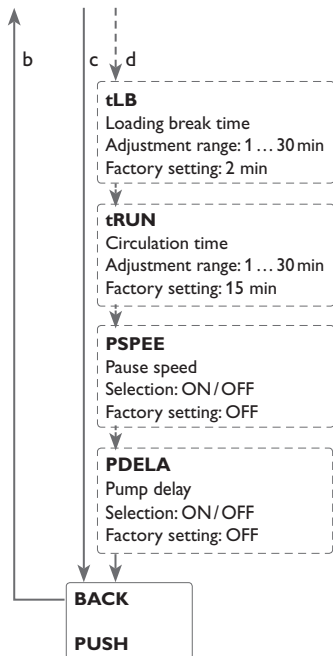 b c d
tLB
Loading break time
Adjustment range: 1 ... 30 min
Factory setting: 2 min
tRUN
Circulation time
Adjustment range: 1 ... 30 min
Factory setting: 15 min
PSPEE
Pause speed
Selection: ON / OFF
Factory setting: OFF
PDELA
Pump delay
Selection: ON / OFF
Factory setting: OFF
BACK
PUSH